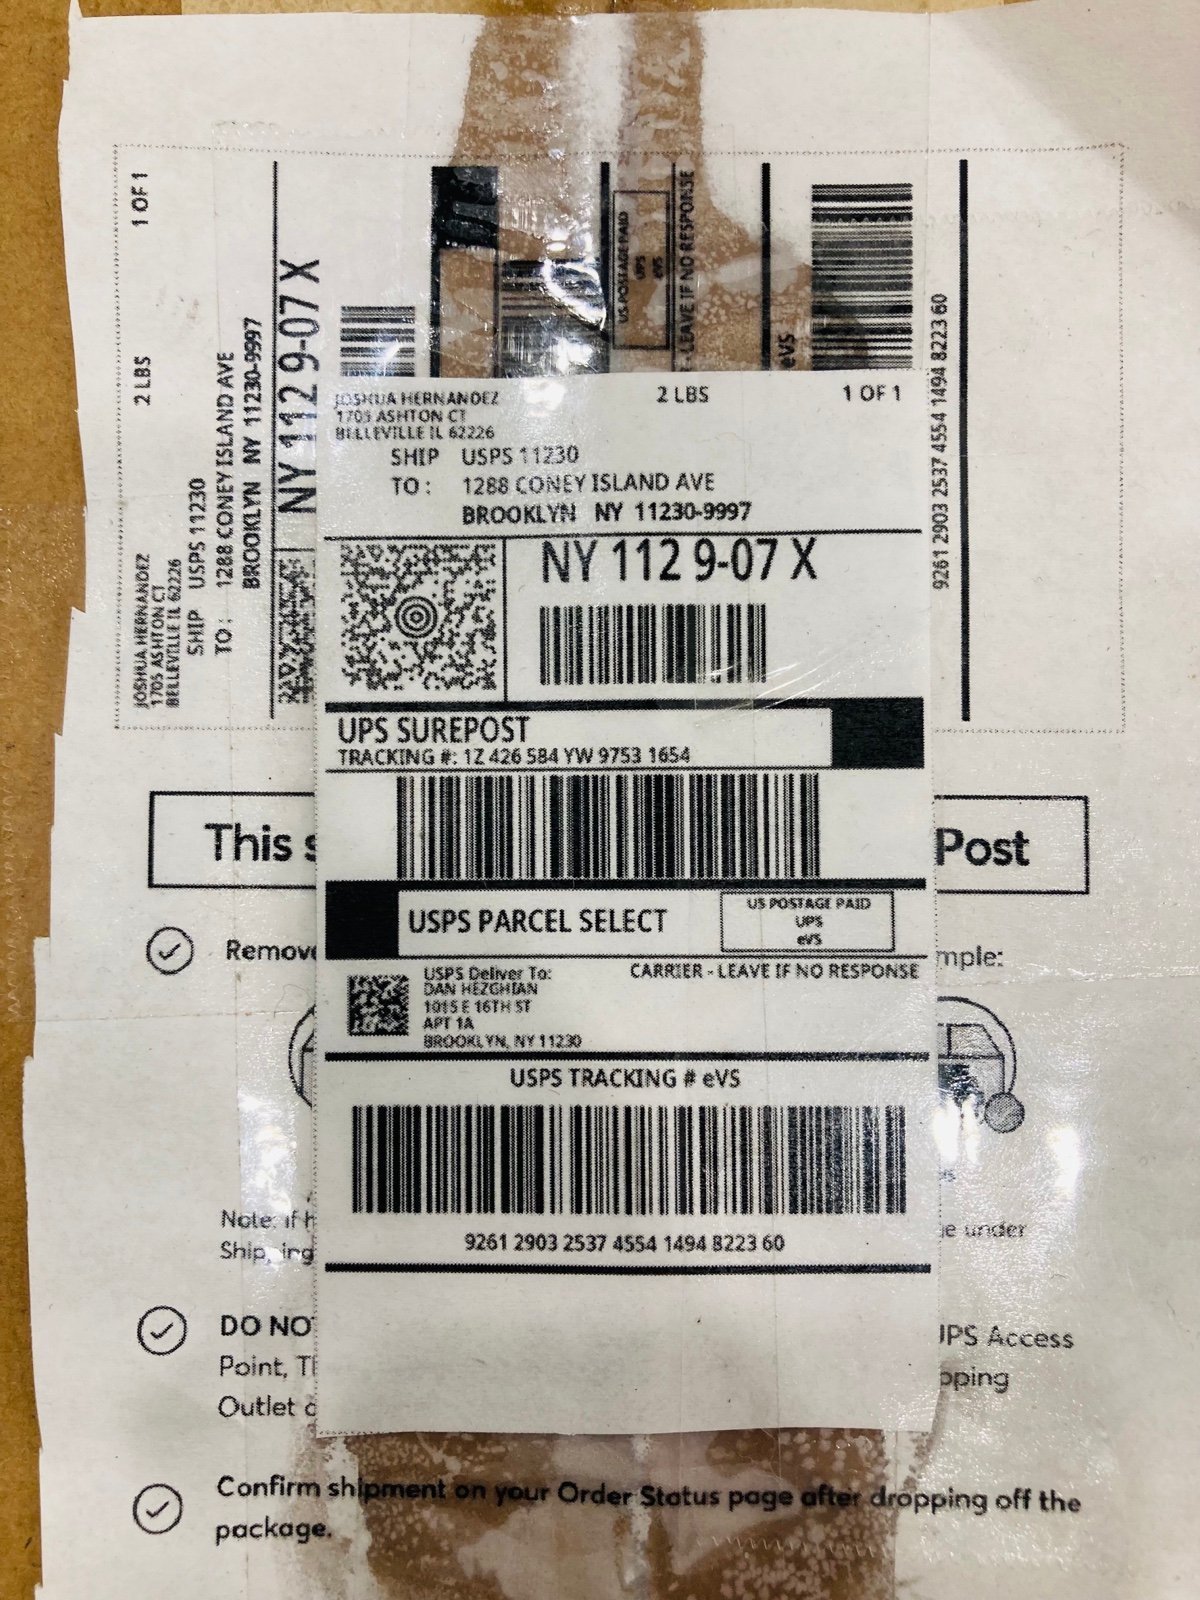 JOSHUA HERNANDEZ
1705 ASHTON CT
BELLEVILLE IL 62226
2 LBS
1 OF 1
SHIP USPS 11230
TO: 1288 CONEY ISLAND AVE
BROOKLYN NY 11230-9997
NY 112 9-07 X
US POSTAGE PAID
UPS
eVS
- LEAVE IF NO RESPONSE
eVS
9261 2903 2537 4554 1494 8223 60
JOSHUA HERNANDEZ
1705 ASHTON CT
BELLEVILLE IL 62226
2 LBS
1 OF 1
SHIP USPS 11230
TO: 1288 CONEY ISLAND AVE
BROOKLYN NY 11230-9997
NY 112 9-07 X
UPS SUREPOST
TRACKING #: 1Z 426 584 YW 9753 1654
USPS PARCEL SELECT
US POSTAGE PAID
UPS
eVS
CARRIER - LEAVE IF NO RESPONSE
USPS Deliver To:
DAN HEZGHIAN
1015 E 16TH ST
APT 1A
BROOKLYN, NY 11230
USPS TRACKING # eVS
9261 2903 2537 4554 1494 8223 60
This s Post
Remove mple:
Note: If h e under
Shipping
DO NO UPS Access
Point, Th pping
Outlet o
Confirm shipment on your Order Status page after dropping off the
package.